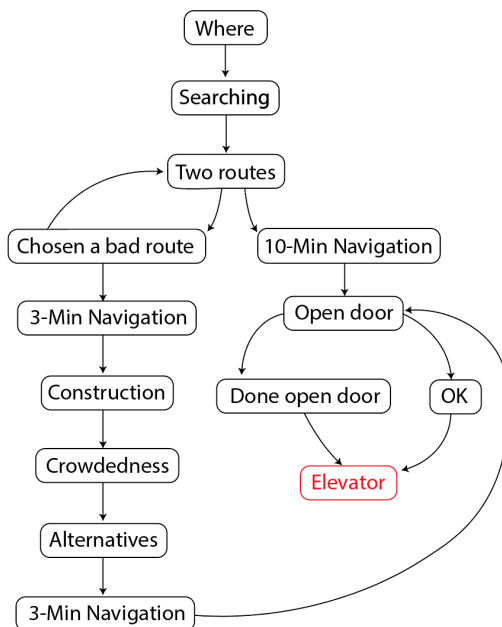 Where
Searching
Two routes
Chosen a bad route
10-Min Navigation
3-Min Navigation
Open door
Construction
Done open door
OK
Crowdedness
Elevator
Alternatives
3-Min Navigation